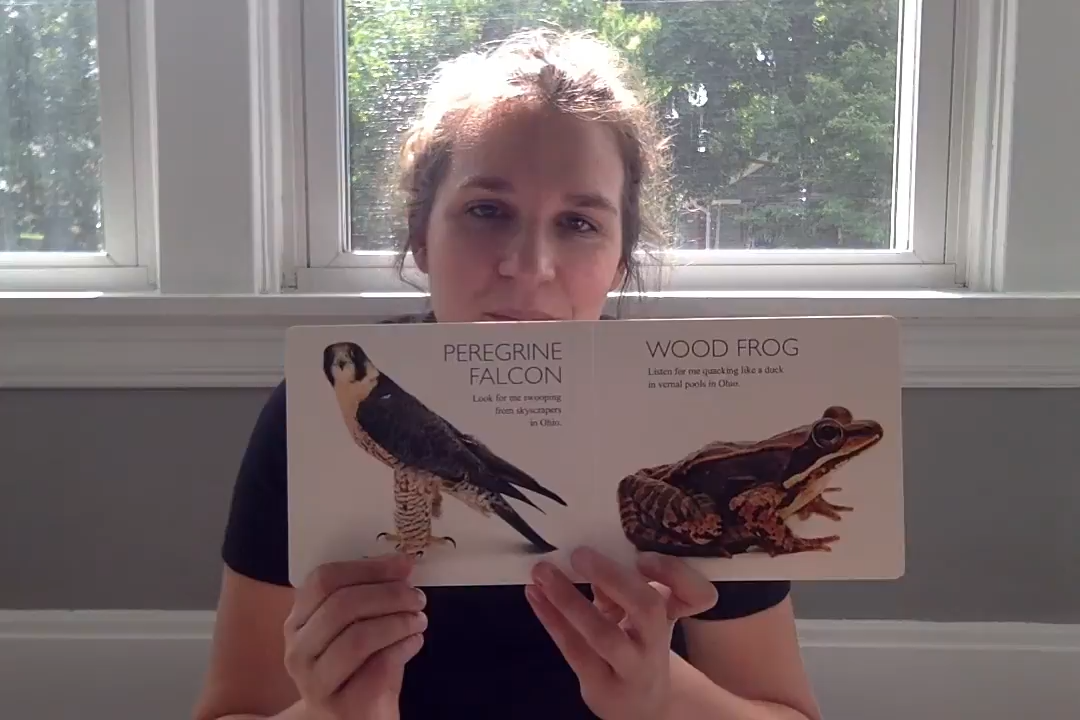 PEREGRINE
FALCON
Look for me swooping
from skyscrapers
in Ohio.
WOOD FROG
Listen for me quacking like a duck
in vernal pools in Ohio.